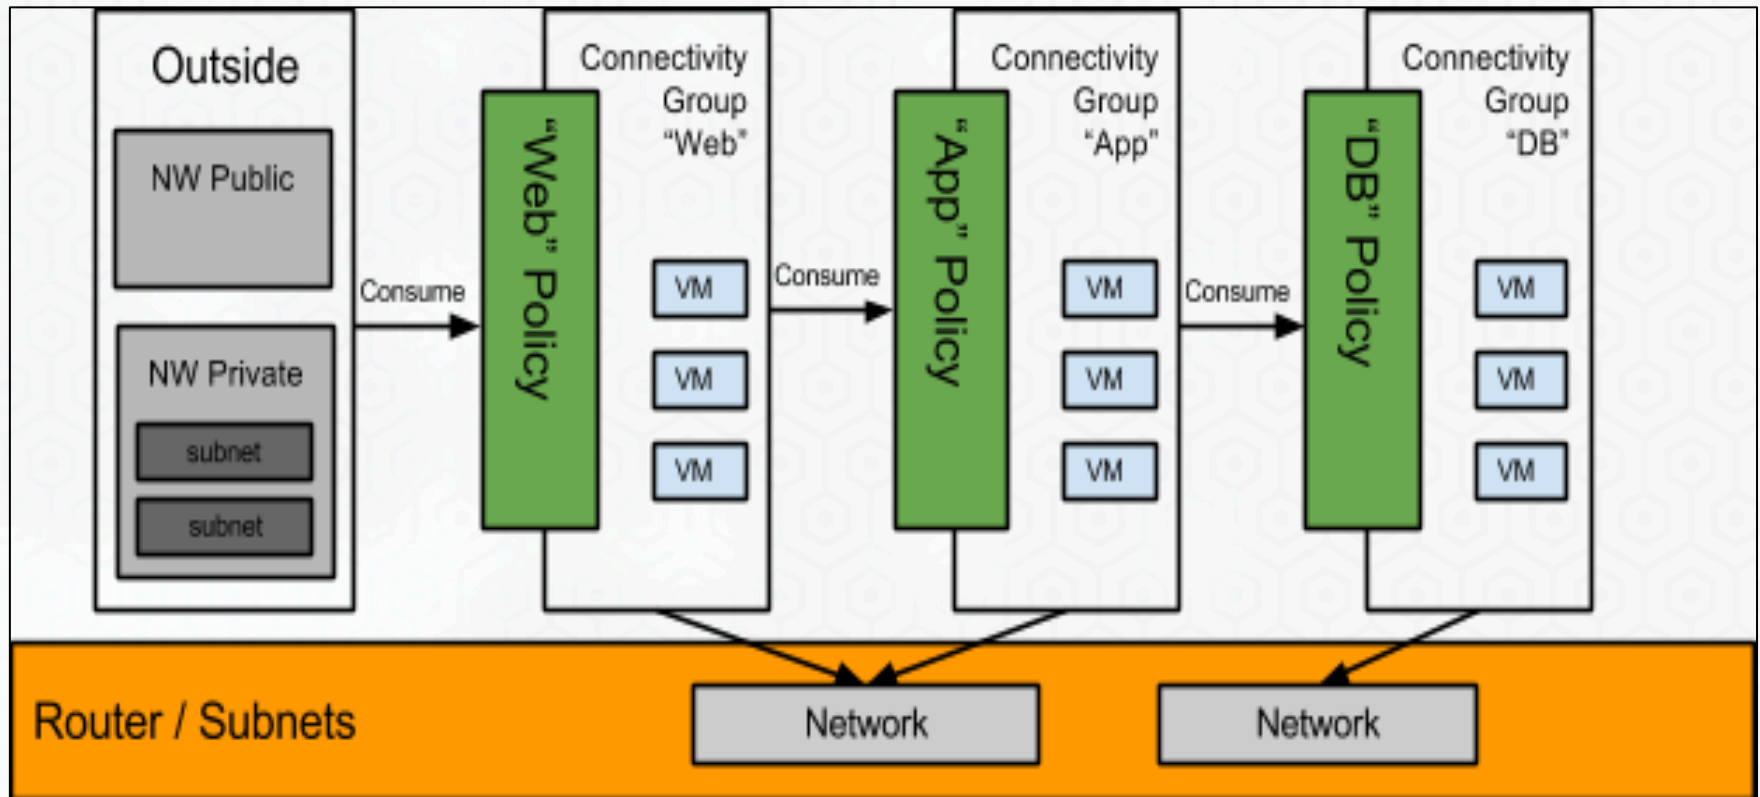 Outside
NW Public
NW Private
subnet
subnet
Consume
“Web” Policy
Connectivity
Group
“Web”
VM
VM
VM
Consume
“App” Policy
Connectivity
Group
“App”
VM
VM
VM
Consume
“DB” Policy
Connectivity
Group
“DB”
VM
VM
VM
Router / Subnets
Network
Network